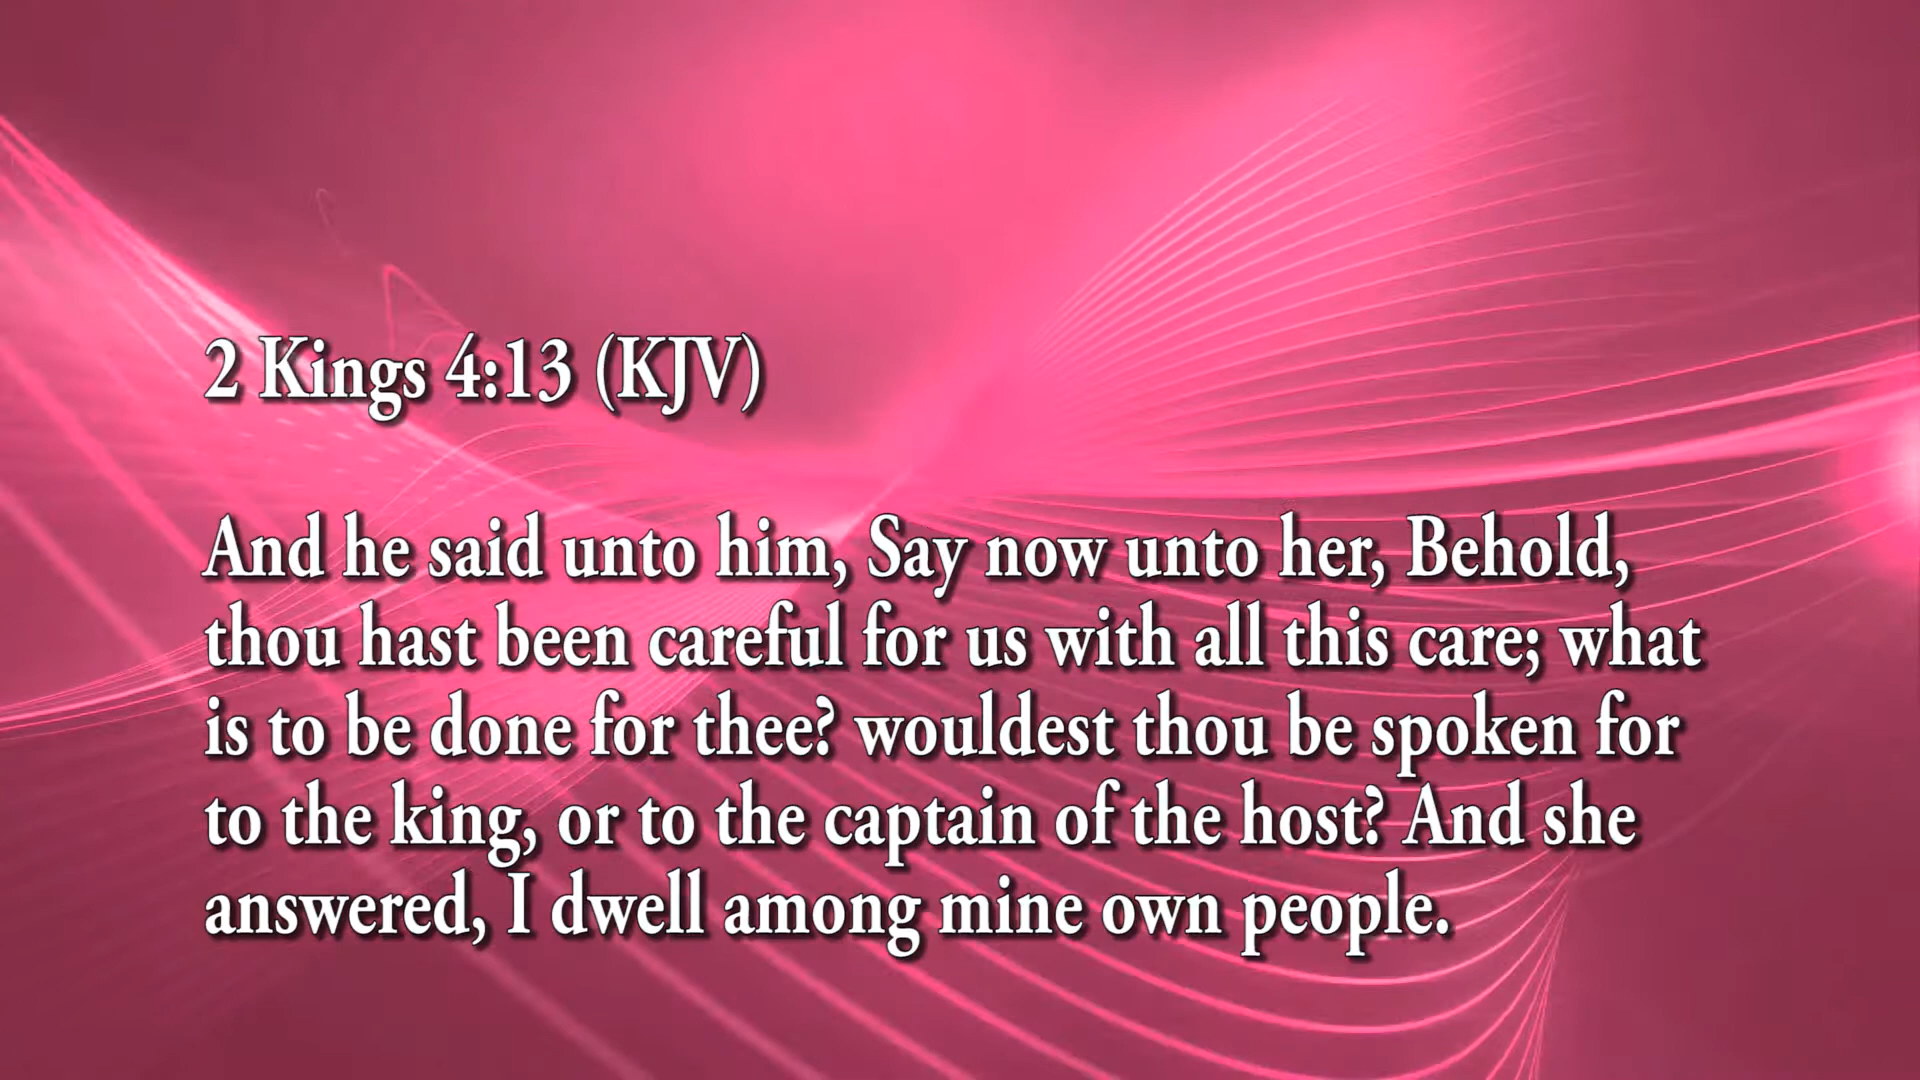 2 Kings 4:13 (KJV)
And he said unto him, Say now unto her, Behold,
thou hast been careful for us with all this care; what
is to be done for thee? wouldest thou be spoken for
to the king, or to the captain of the host? And she
answered, I dwell among mine own people.